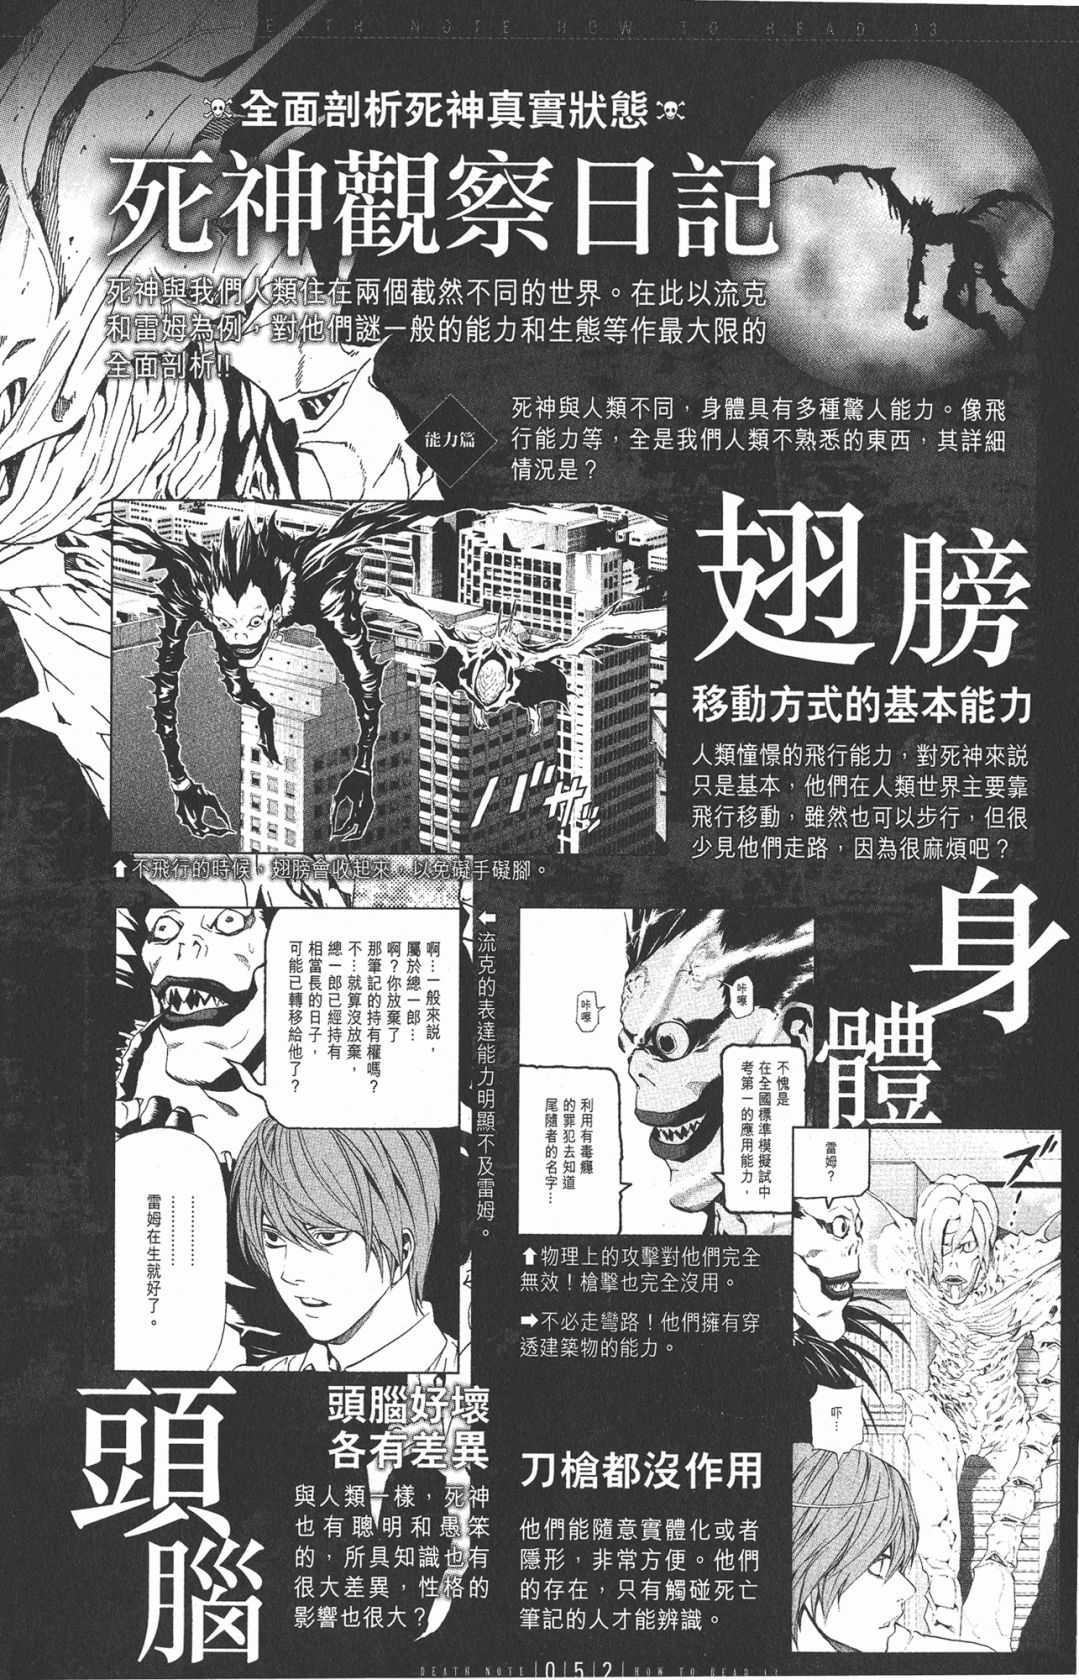 DEATH NOTE HOW TO READ 13
全面剖析死神真實狀態
死神觀察日記
死神與我們人類住在兩個截然不同的世界。在此以流克
和雷姆為例，對他們謎一般的能力和生態等作最大限的
全面剖析!!
能力篇
死神與人類不同，身體具有多種驚人能力。像飛
行能力等，全是我們人類不熟悉的東西，其詳細
情況是？
翅膀
移動方式的基本能力
人類憧憬的飛行能力，對死神來說
只是基本，他們在人類世界主要靠
飛行移動，雖然也可以步行，但很
少見他們走路，因為很麻煩吧？
バサッ
⬆不飛行的時候，翅膀會收起來，以免礙手礙腳。
身體
咔嚓
咔嚓
不愧是
在全國標準模擬試中
考第一的應用能力，
利用有毒癮
的罪犯去知道
尾隨者的名字…
⬆物理上的攻擊對他們完全
無效！槍擊也完全沒用。
➡不必走彎路！他們擁有穿
透建築物的能力。
雷姆？
ス
吓…
刀槍都沒作用
他們能隨意實體化或者
隱形，非常方便。他們
的存在，只有觸碰死亡
筆記的人才能辨識。
⬅流克的表達能力明顯不及雷姆。
啊…一般來說，
屬於總一郎…
啊？你放棄了
那筆記的持有權嗎？
不…就算沒放棄，
總一郎已經持有
相當長的日子，
可能已轉移給他了？
………………
………………
雷姆在生就好了。
頭腦
頭腦好壞
各有差異
與人類一樣，死神
也有聰明和愚笨
的，所具知識也有
很大差異，性格的
影響也很大？
DEATH NOTE |0|5|2| HOW TO READ 13